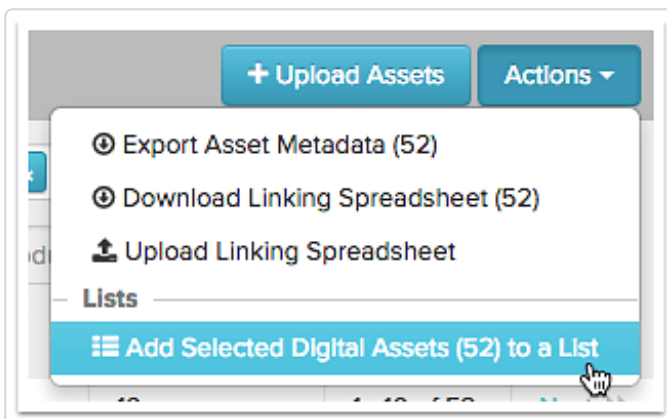 + Upload Assets
Actions
Export Asset Metadata (52)
Download Linking Spreadsheet (52)
Upload Linking Spreadsheet
Lists
Add Selected Digital Assets (52) to a List